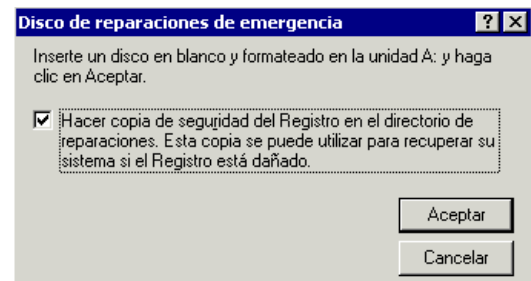 Disco de reparaciones de emergencia
Inserte un disco en blanco y formateado en la unidad A: y haga
clic en Aceptar.
Hacer copia de seguridad del Registro en el directorio de
reparaciones. Esta copia se puede utilizar para recuperar su
sistema si el Registro está dañado.
Aceptar
Cancelar